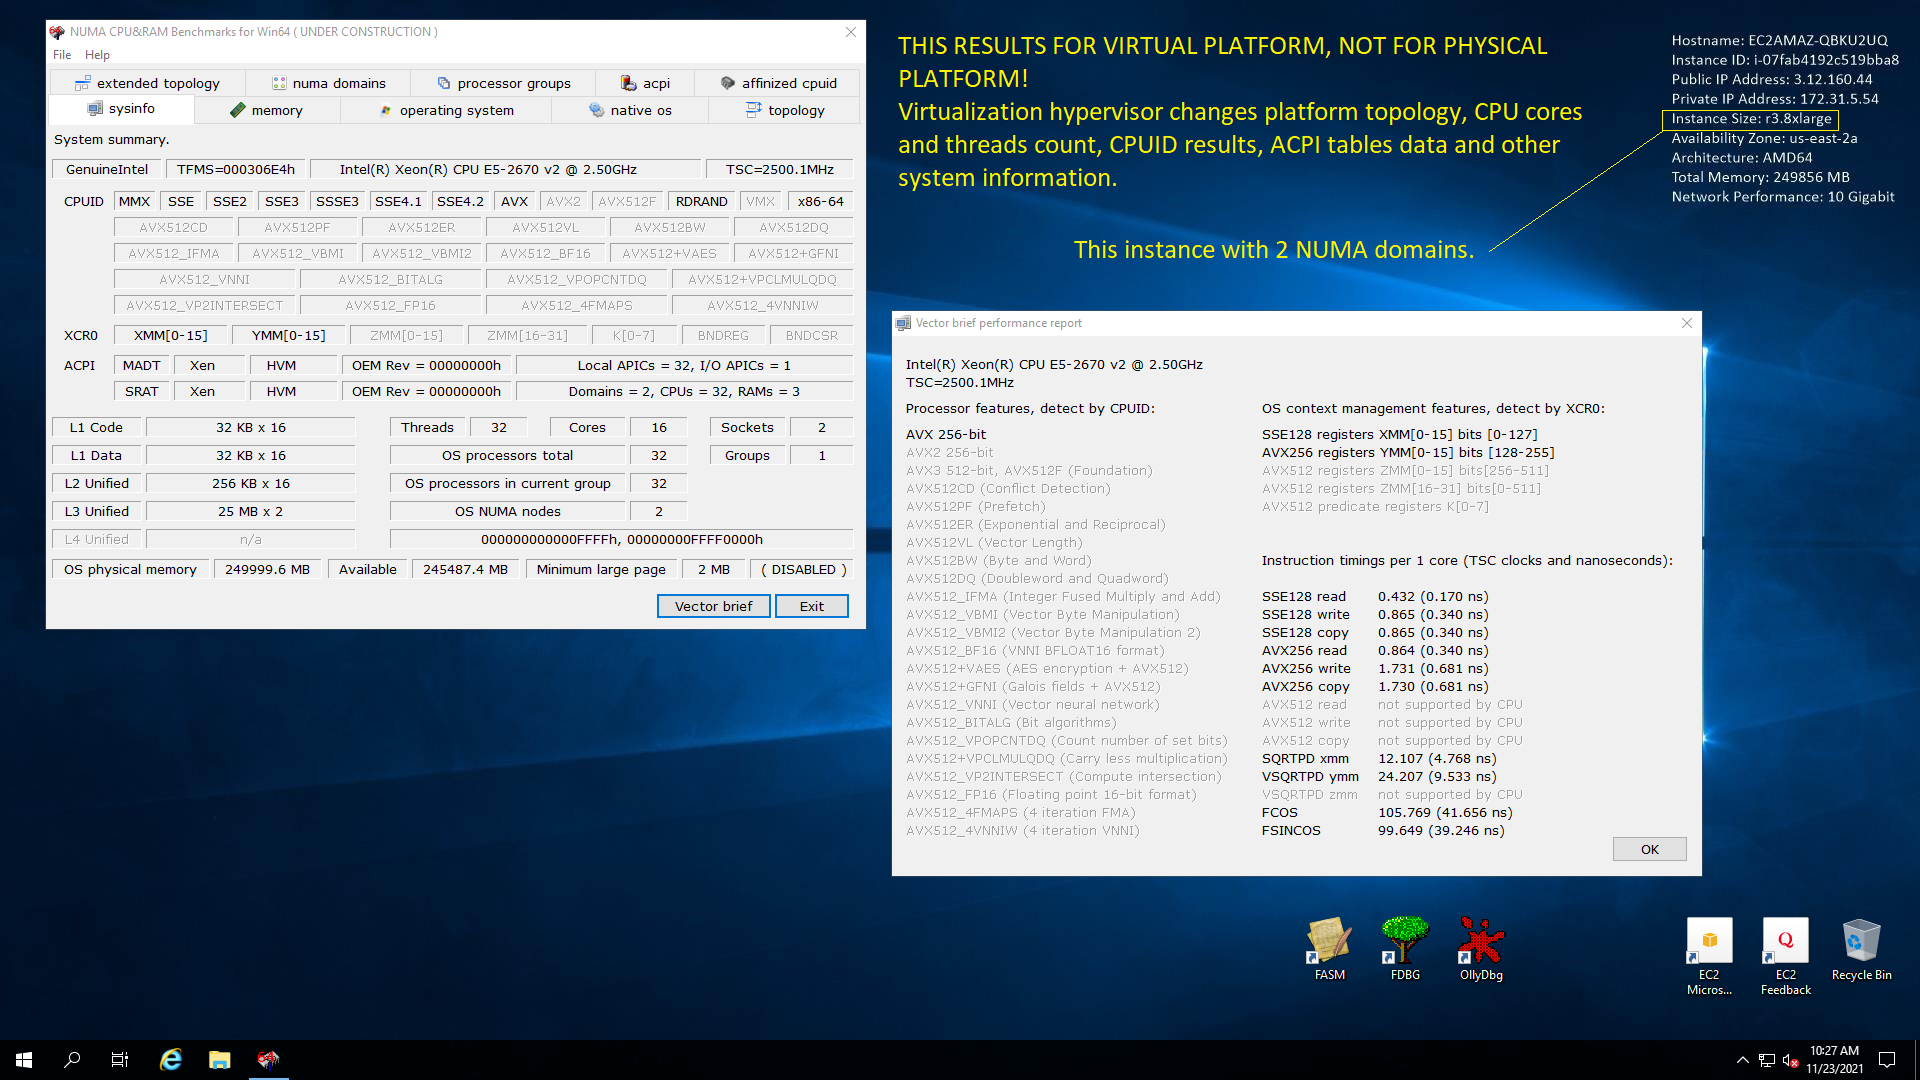 NUMA CPU&RAM Benchmarks for Win64 ( UNDER CONSTRUCTION )
File Help
extended topology numa domains processor groups acpi affinized cpuid
sysinfo memory operating system native os topology
System summary.
GenuineIntel TFMS=000306E4h Intel(R) Xeon(R) CPU E5-2670 v2 @ 2.50GHz TSC=2500.1MHz
CPUID MMX SSE SSE2 SSE3 SSSE3 SSE4.1 SSE4.2 AVX AVX2 AVX512F RDRAND VMX x86-64
AVX512CD AVX512PF AVX512ER AVX512VL AVX512BW AVX512DQ
AVX512_IFMA AVX512_VBMI AVX512_VBMI2 AVX512_BF16 AVX512+VAES AVX512+GFNI
AVX512_VNNI AVX512_BITALG AVX512_VPOPCNTDQ AVX512+VPCLMULQDQ
AVX512_VP2INTERSECT AVX512_FP16 AVX512_4FMAPS AVX512_4VNNIW
XCR0 XMM[0-15] YMM[0-15] ZMM[0-15] ZMM[16-31] K[0-7] BNDREG BNDCSR
ACPI MADT Xen HVM OEM Rev = 00000000h Local APICs = 32, I/O APICs = 1
SRAT Xen HVM OEM Rev = 00000000h Domains = 2, CPUs = 32, RAMs = 3
L1 Code 32 KB x 16 Threads 32 Cores 16 Sockets 2
L1 Data 32 KB x 16 OS processors total 32 Groups 1
L2 Unified 256 KB x 16 OS processors in current group 32
L3 Unified 25 MB x 2 OS NUMA nodes 2
L4 Unified n/a 000000000000FFFFh, 00000000FFFF0000h
OS physical memory 249999.6 MB Available 245487.4 MB Minimum large page 2 MB ( DISABLED )
Vector brief Exit
THIS RESULTS FOR VIRTUAL PLATFORM, NOT FOR PHYSICAL
PLATFORM!
Virtualization hypervisor changes platform topology, CPU cores
and threads count, CPUID results, ACPI tables data and other
system information.
This instance with 2 NUMA domains.
Hostname: EC2AMAZ-QBKU2UQ
Instance ID: i-07fab4192c519bba8
Public IP Address: 3.12.160.44
Private IP Address: 172.31.5.54
Instance Size: r3.8xlarge
Availability Zone: us-east-2a
Architecture: AMD64
Total Memory: 249856 MB
Network Performance: 10 Gigabit
Vector brief performance report
Intel(R) Xeon(R) CPU E5-2670 v2 @ 2.50GHz
TSC=2500.1MHz
Processor features, detect by CPUID:
AVX 256-bit
AVX2 256-bit
AVX3 512-bit, AVX512F (Foundation)
AVX512CD (Conflict Detection)
AVX512PF (Prefetch)
AVX512ER (Exponential and Reciprocal)
AVX512VL (Vector Length)
AVX512BW (Byte and Word)
AVX512DQ (Doubleword and Quadword)
AVX512_IFMA (Integer Fused Multiply and Add)
AVX512_VBMI (Vector Byte Manipulation)
AVX512_VBMI2 (Vector Byte Manipulation 2)
AVX512_BF16 (VNNI BFLOAT16 format)
AVX512+VAES (AES encryption + AVX512)
AVX512+GFNI (Galois fields + AVX512)
AVX512_VNNI (Vector neural network)
AVX512_BITALG (Bit algorithms)
AVX512_VPOPCNTDQ (Count number of set bits)
AVX512+VPCLMULQDQ (Carry less multiplication)
AVX512_VP2INTERSECT (Compute intersection)
AVX512_FP16 (Floating point 16-bit format)
AVX512_4FMAPS (4 iteration FMA)
AVX512_4VNNIW (4 iteration VNNI)
OS context management features, detect by XCR0:
SSE128 registers XMM[0-15] bits [0-127]
AVX256 registers YMM[0-15] bits [128-255]
AVX512 registers ZMM[0-15] bits[256-511]
AVX512 registers ZMM[16-31] bits[0-511]
AVX512 predicate registers K[0-7]
Instruction timings per 1 core (TSC clocks and nanoseconds):
SSE128 read 0.432 (0.170 ns)
SSE128 write 0.865 (0.340 ns)
SSE128 copy 0.865 (0.340 ns)
AVX256 read 0.864 (0.340 ns)
AVX256 write 1.731 (0.681 ns)
AVX256 copy 1.730 (0.681 ns)
AVX512 read not supported by CPU
AVX512 write not supported by CPU
AVX512 copy not supported by CPU
SQRTPD xmm 12.107 (4.768 ns)
VSQRTPD ymm 24.207 (9.533 ns)
VSQRTPD zmm not supported by CPU
FCOS 105.769 (41.656 ns)
FSINCOS 99.649 (39.246 ns)
OK
FASM FDBG OllyDbg EC2 Micros... EC2 Feedback Recycle Bin
10:27 AM
11/23/2021